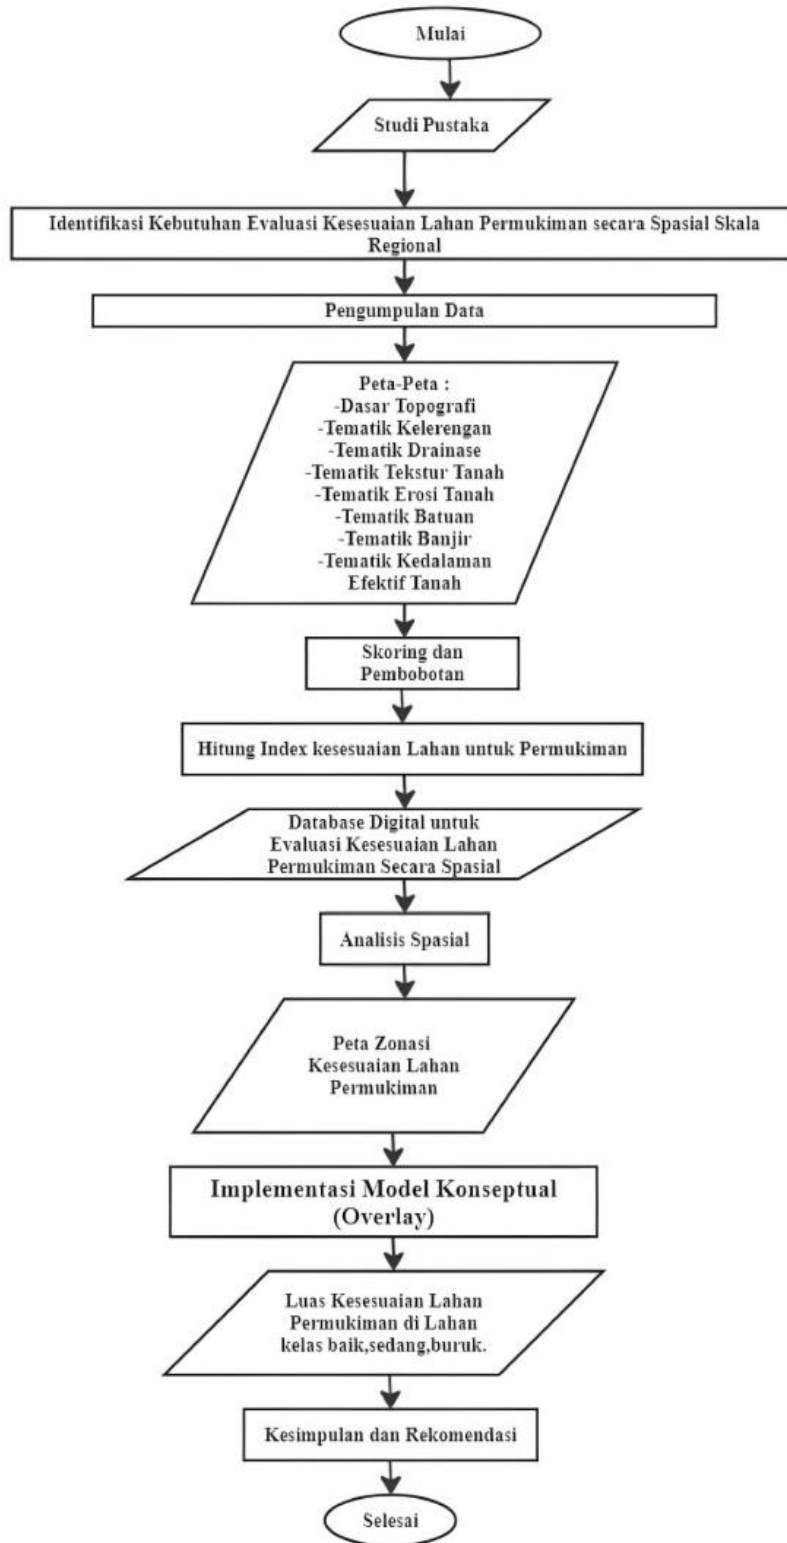 Mulai
Studi Pustaka
Identifikasi Kebutuhan Evaluasi Kesesuaian Lahan Permukiman secara Spasial Skala
Regional
Pengumpulan Data
Peta-Peta :
-Dasar Topografi
-Tematik Kelerengan
-Tematik Drainase
-Tematik Tekstur Tanah
-Tematik Erosi Tanah
-Tematik Batuan
-Tematik Banjir
-Tematik Kedalaman
Efektif Tanah
Skoring dan
Pembobotan
Hitung Index kesesuaian Lahan untuk Permukiman
Database Digital untuk
Evaluasi Kesesuaian Lahan
Permukiman Secara Spasial
Analisis Spasial
Peta Zonasi
Kesesuaian Lahan
Permukiman
Implementasi Model Konseptual
(Overlay)
Luas Kesesuaian Lahan
Permukiman di Lahan
kelas baik,sedang,buruk.
Kesimpulan dan Rekomendasi
Selesai